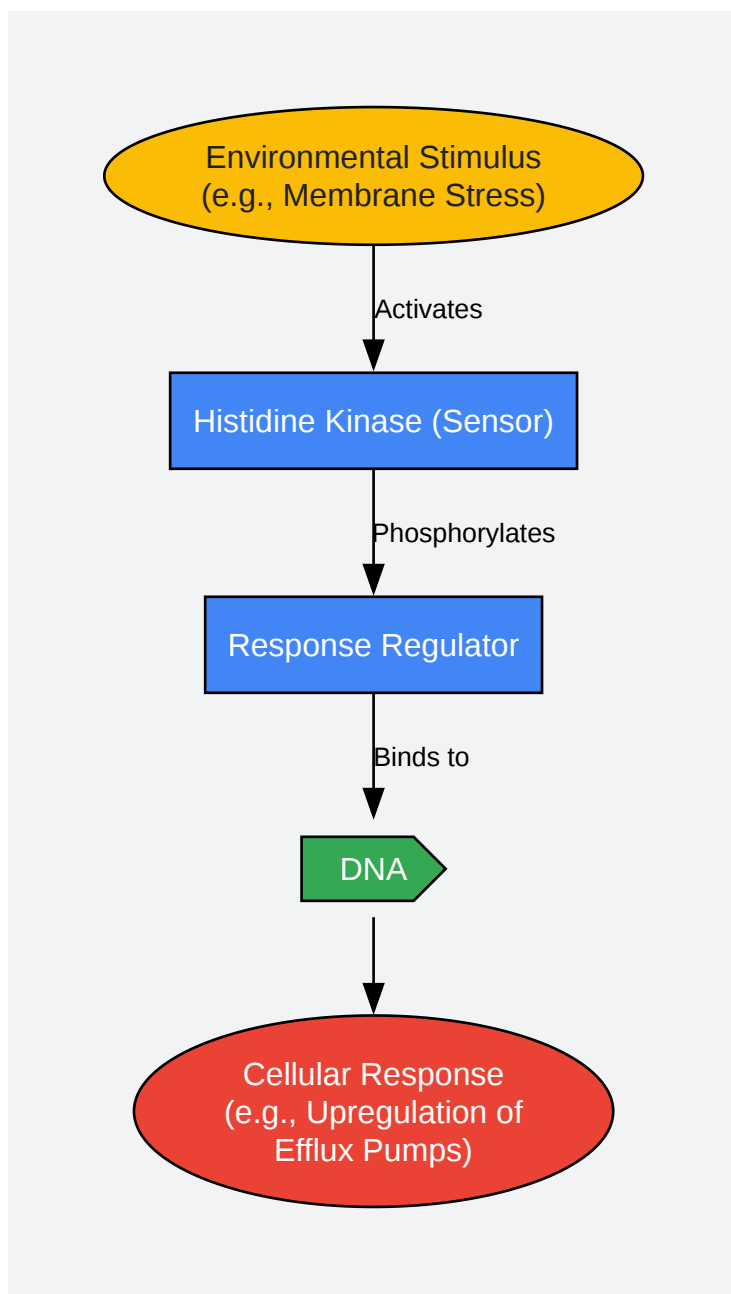 Environmental Stimulus
(e.g., Membrane Stress)
Activates
Histidine Kinase (Sensor)
Phosphorylates
Response Regulator
Binds to
DNA
Cellular Response
(e.g., Upregulation of
Efflux Pumps)